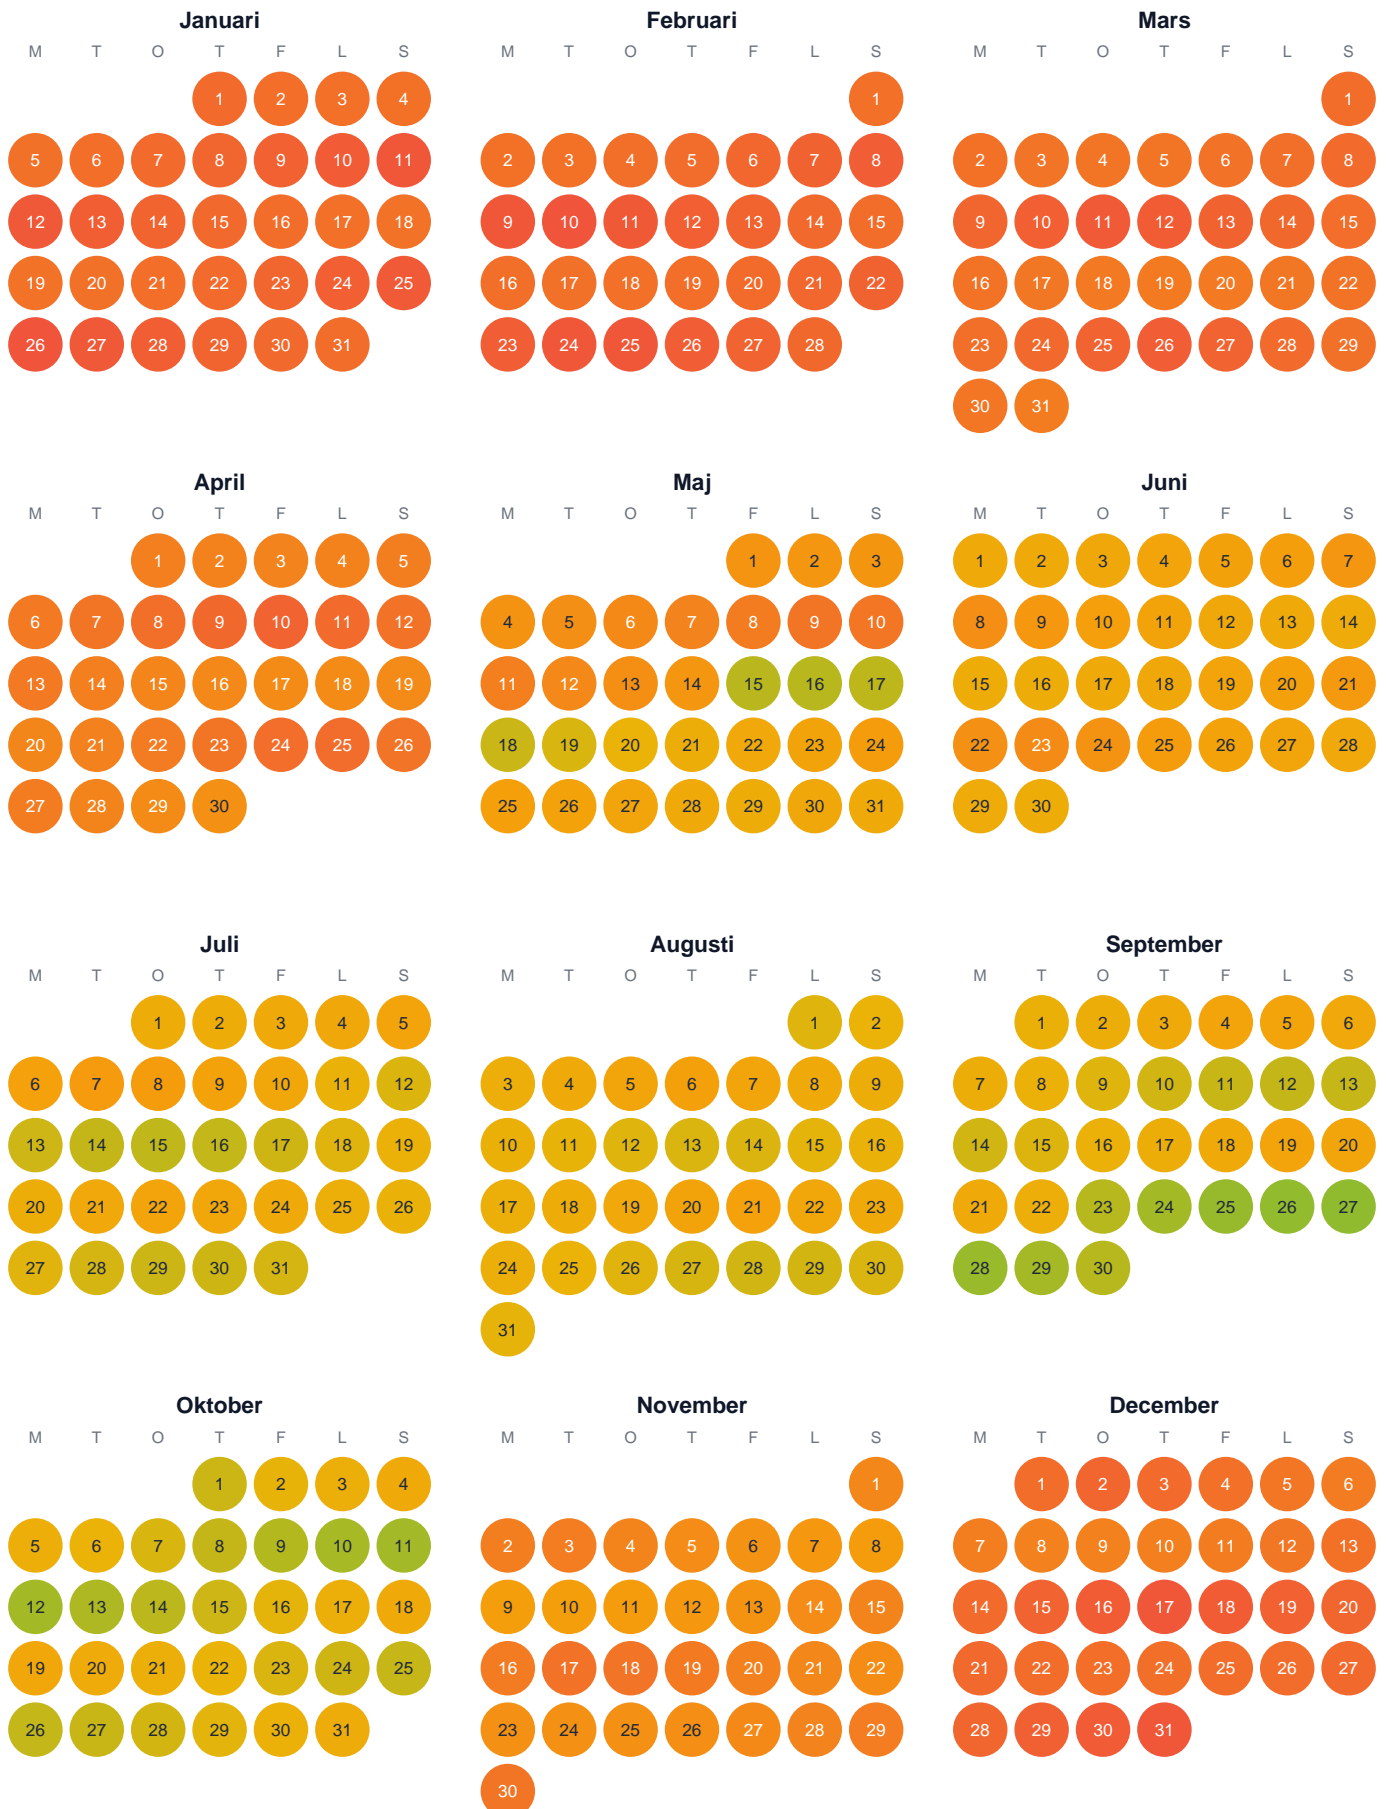 Januari Februari Mars
M T O T F L S M T O T F L S M T O T F L S
1 2 3 4 1 1
5 6 7 8 9 10 11 2 3 4 5 6 7 8 2 3 4 5 6 7 8
12 13 14 15 16 17 18 9 10 11 12 13 14 15 9 10 11 12 13 14 15
19 20 21 22 23 24 25 16 17 18 19 20 21 22 16 17 18 19 20 21 22
26 27 28 29 30 31 23 24 25 26 27 28 23 24 25 26 27 28 29
30 31
April Maj Juni
M T O T F L S M T O T F L S M T O T F L S
1 2 3 4 5 1 2 3 1 2 3 4 5 6 7
6 7 8 9 10 11 12 4 5 6 7 8 9 10 8 9 10 11 12 13 14
13 14 15 16 17 18 19 11 12 13 14 15 16 17 15 16 17 18 19 20 21
20 21 22 23 24 25 26 18 19 20 21 22 23 24 22 23 24 25 26 27 28
27 28 29 30 25 26 27 28 29 30 31 29 30
Juli Augusti September
M T O T F L S M T O T F L S M T O T F L S
1 2 3 4 5 1 2 1 2 3 4 5 6
6 7 8 9 10 11 12 3 4 5 6 7 8 9 7 8 9 10 11 12 13
13 14 15 16 17 18 19 10 11 12 13 14 15 16 14 15 16 17 18 19 20
20 21 22 23 24 25 26 17 18 19 20 21 22 23 21 22 23 24 25 26 27
27 28 29 30 31 24 25 26 27 28 29 30 28 29 30
31
Oktober November December
M T O T F L S M T O T F L S M T O T F L S
1 2 3 4 1 1 2 3 4 5 6
5 6 7 8 9 10 11 2 3 4 5 6 7 8 7 8 9 10 11 12 13
12 13 14 15 16 17 18 9 10 11 12 13 14 15 14 15 16 17 18 19 20
19 20 21 22 23 24 25 16 17 18 19 20 21 22 21 22 23 24 25 26 27
26 27 28 29 30 31 23 24 25 26 27 28 29 28 29 30 31
30